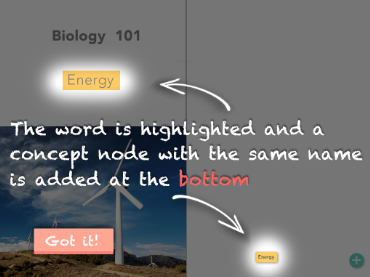 Biology 101
Energy
The word is highlighted and a
concept node with the same name
is added at the bottom
Got it!
Energy